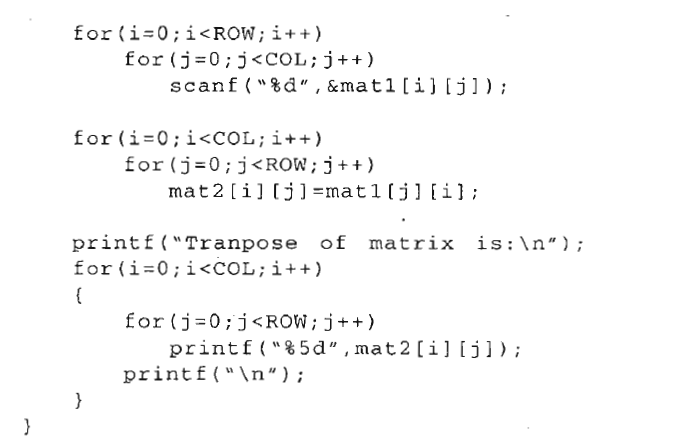 for(i=0;i<ROW;i++)
for(j=0;j<COL;j++)
scanf("%d",&mat1[i][j]);
for(i=0;i<COL;i++)
for(j=0;j<ROW;j++)
mat2[i][j]=mat1[j][i];
printf("Tranpose of matrix is:\n");
for(i=0;i<COL;i++)
{
for(j=0;j<ROW;j++)
printf("%5d",mat2[i][j]);
printf("\n");
}
}